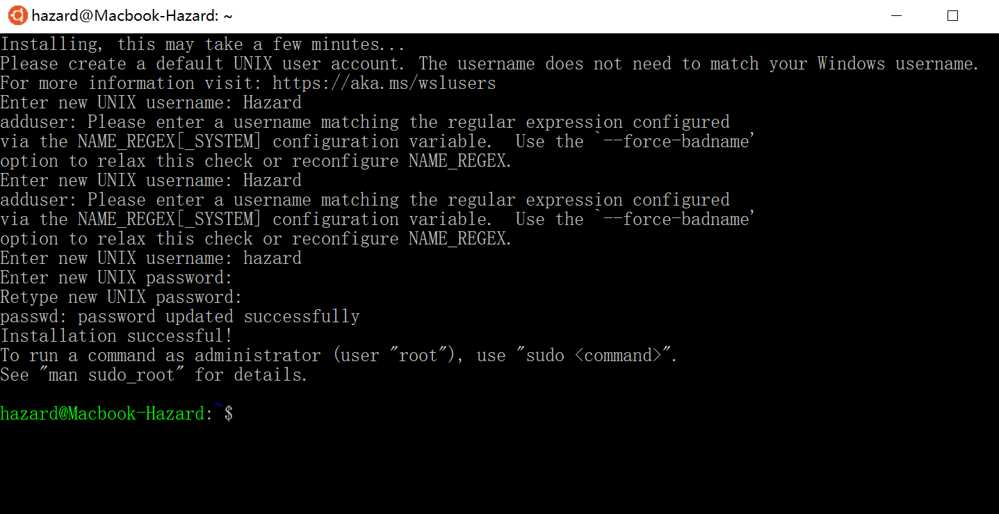 hazard@Macbook-Hazard: ~
Installing, this may take a few minutes...
Please create a default UNIX user account. The username does not need to match your Windows username.
For more information visit: https://aka.ms/wslusers
Enter new UNIX username: Hazard
adduser: Please enter a username matching the regular expression configured
via the NAME_REGEX[_SYSTEM] configuration variable.  Use the `--force-badname'
option to relax this check or reconfigure NAME_REGEX.
Enter new UNIX username: Hazard
adduser: Please enter a username matching the regular expression configured
via the NAME_REGEX[_SYSTEM] configuration variable.  Use the `--force-badname'
option to relax this check or reconfigure NAME_REGEX.
Enter new UNIX username: hazard
Enter new UNIX password:
Retype new UNIX password:
passwd: password updated successfully
Installation successful!
To run a command as administrator (user "root"), use "sudo <command>".
See "man sudo_root" for details.
hazard@Macbook-Hazard:~$